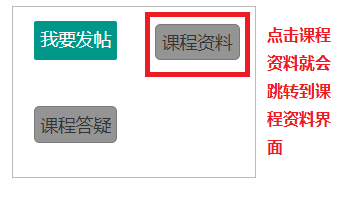 我要发帖
课程资料
课程答疑
点击课程
资料就会
跳转到课
程资料界
面